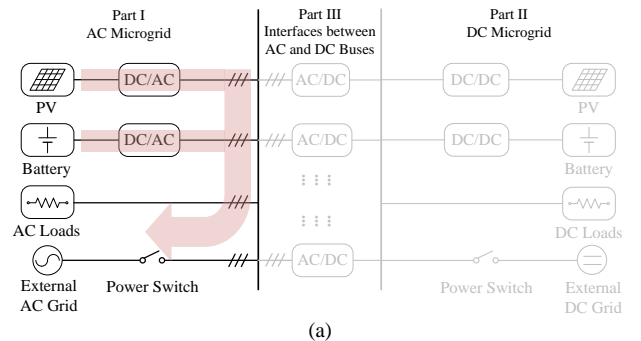 Part I
AC Microgrid
Part III
Interfaces between
AC and DC Buses
Part II
DC Microgrid
DC/AC
AC/DC
DC/DC
PV
PV
DC/AC
AC/DC
DC/DC
Battery
Battery
AC Loads
DC Loads
AC/DC
External
AC Grid
Power Switch
Power Switch
External
DC Grid
(a)